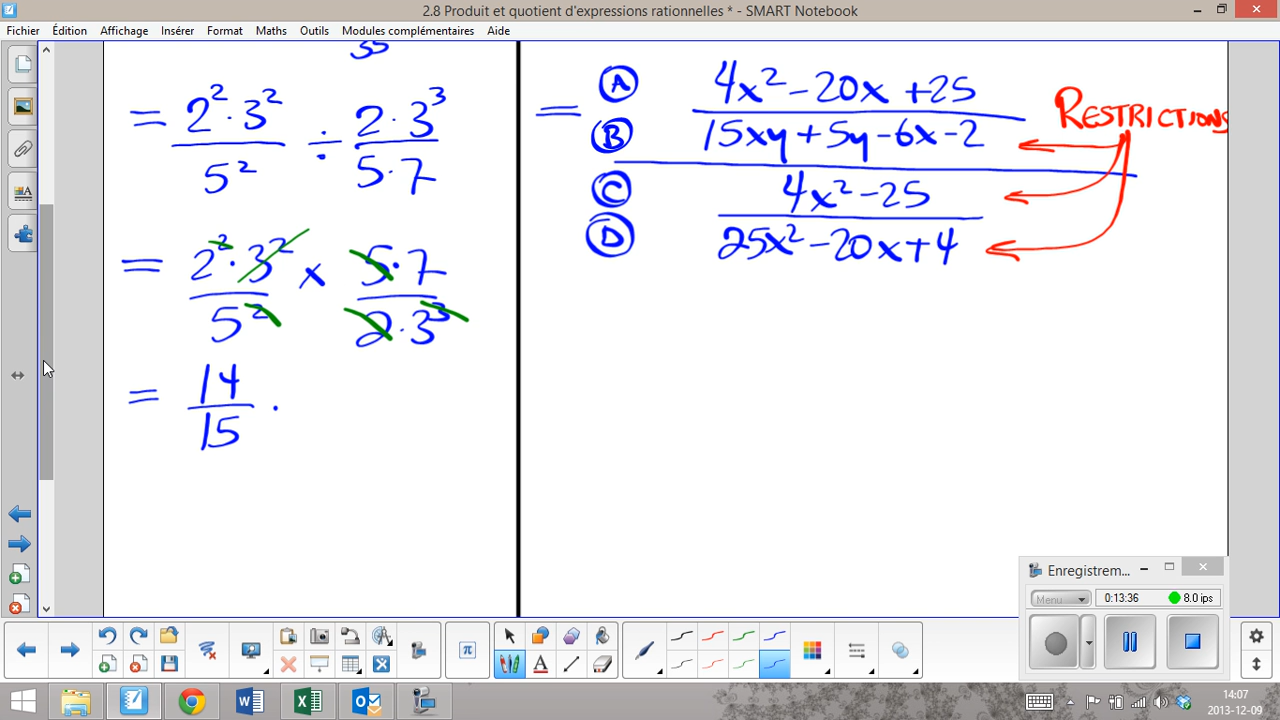 2.8 Produit et quotient d'expressions rationnelles * - SMART Notebook
Fichier Édition Affichage Insérer Format Maths Outils Modules complémentaires Aide
= 2²·3² / 5² ÷ 2·3³ / 5·7
= 2²·3² / 5² x 5·7 / 2·3³
= 14 / 15 .
= Ⓐ 4x² - 20x + 25
Ⓑ 15xy + 5y - 6x - 2
Ⓒ 4x² - 25
Ⓓ 25x² - 20x + 4
RESTRICTIONS
Enregistrem...
Menu 0:13:36 8.0 ips
14:07
2013-12-09